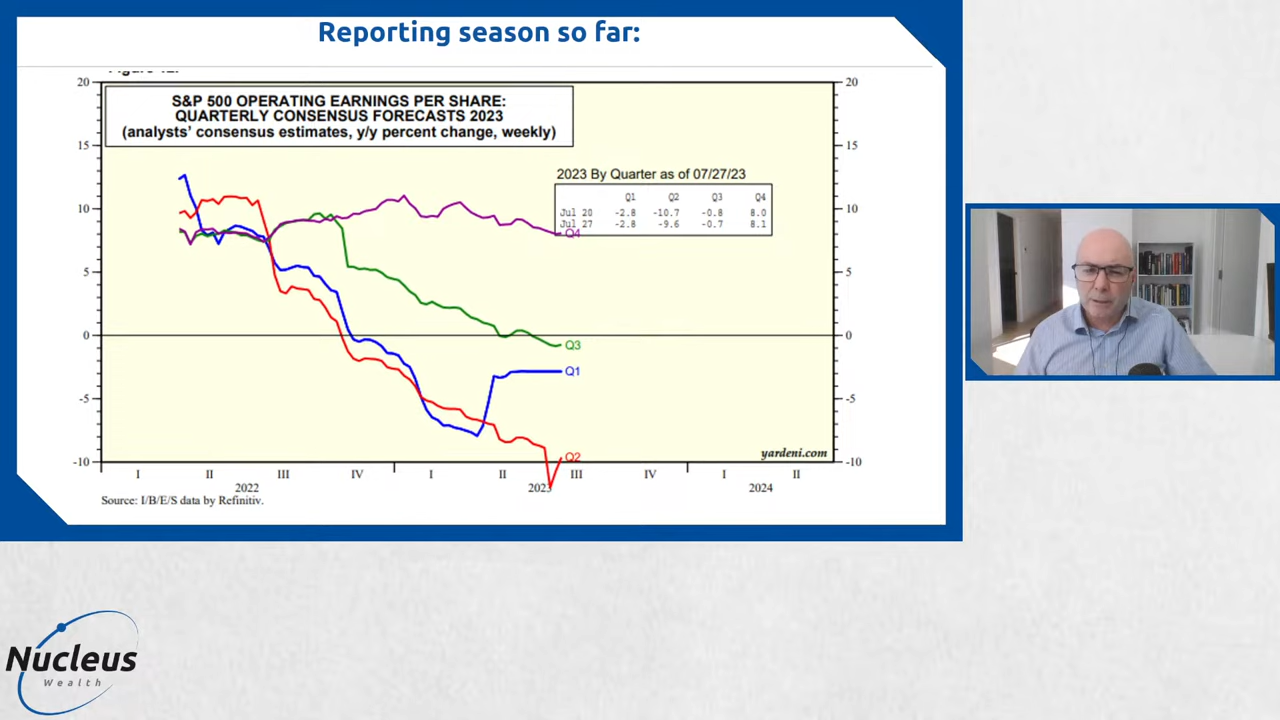 Reporting season so far:
S&P 500 OPERATING EARNINGS PER SHARE:
QUARTERLY CONSENSUS FORECASTS 2023
(analysts' consensus estimates, y/y percent change, weekly)
20
20
15
15
10
10
5
5
0
0
-5
-5
-10
-10
2023 By Quarter as of 07/27/23
Q1 Q2 Q3 Q4
Jul 20 -2.8 -10.7 -0.8 8.0
Jul 27 -2.8 -9.6 -0.7 8.1
Q4
Q3
Q1
Q2
yardeni.com
I II III IV I II III IV I II
2022 2023 2024
Source: I/B/E/S data by Refinitiv.
Nucleus
Wealth